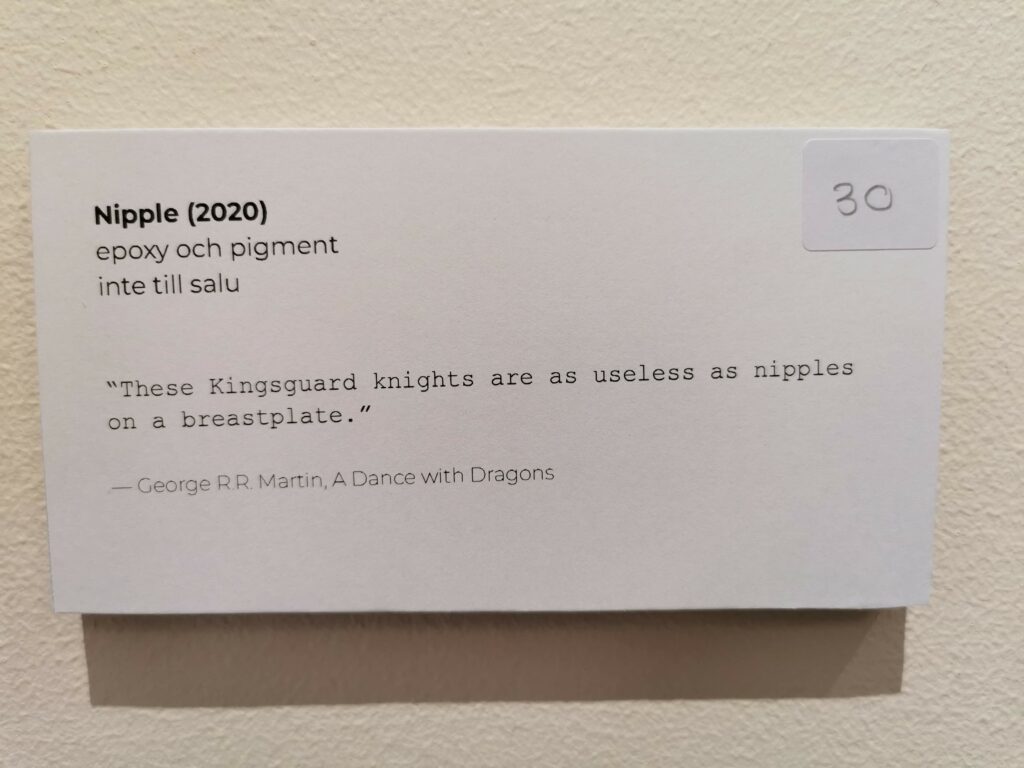 30
Nipple (2020)
epoxy och pigment
inte till salu
“These Kingsguard knights are as useless as nipples
on a breastplate.”
— George R.R. Martin, A Dance with Dragons